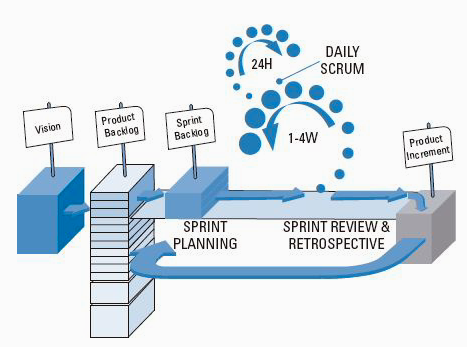 24H
DAILY
SCRUM
Vision
Product
Backlog
Sprint
Backlog
1-4W
Product
Increment
SPRINT
PLANNING
SPRINT REVIEW &
RETROSPECTIVE